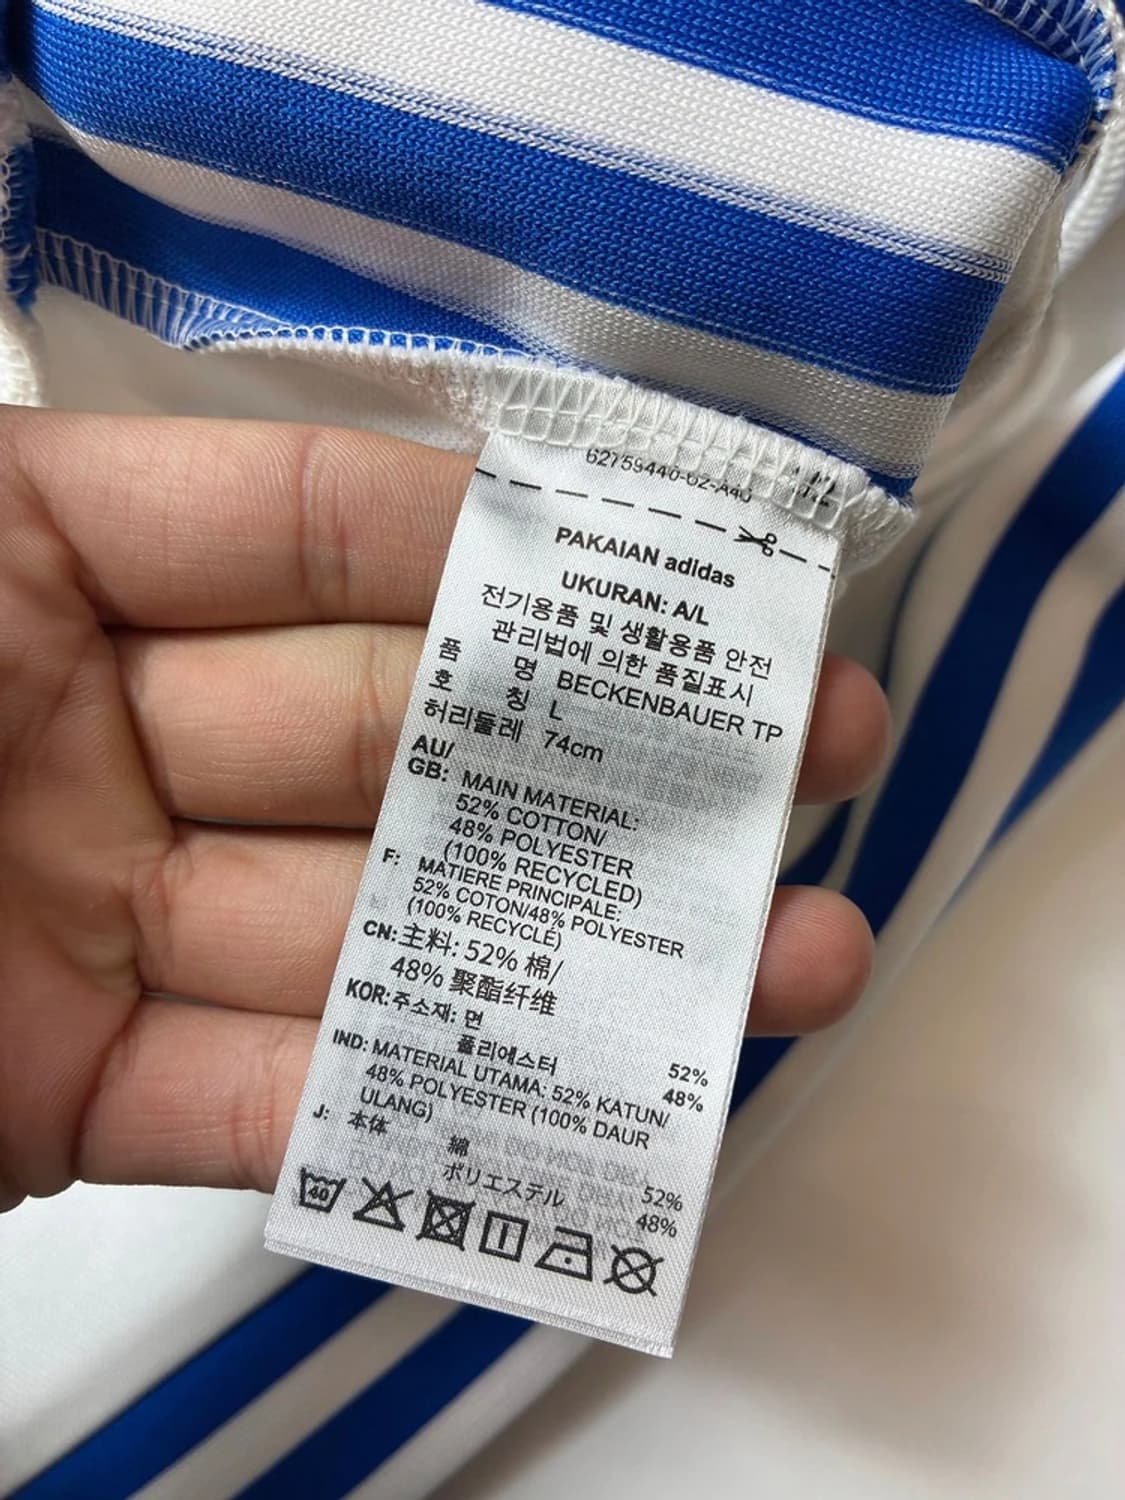 62759440-02-A40
PAKAIAN adidas
UKURAN: A/L
전기용품 및 생활용품 안전
관리법에 의한 품질표시
품 명 BECKENBAUER TP
호 칭 L
허리둘레 74cm
AU/
GB: MAIN MATERIAL:
52% COTTON/
48% POLYESTER
(100% RECYCLED)
F: MATIERE PRINCIPALE:
52% COTON/48% POLYESTER
(100% RECYCLÉ)
CN: 主料: 52% 棉/
48% 聚酯纤维
KOR: 주소재: 면 52%
폴리에스터 48%
IND: MATERIAL UTAMA: 52% KATUN/
48% POLYESTER (100% DAUR
ULANG)
J: 本体 綿 52%
ポリエステル 48%
40